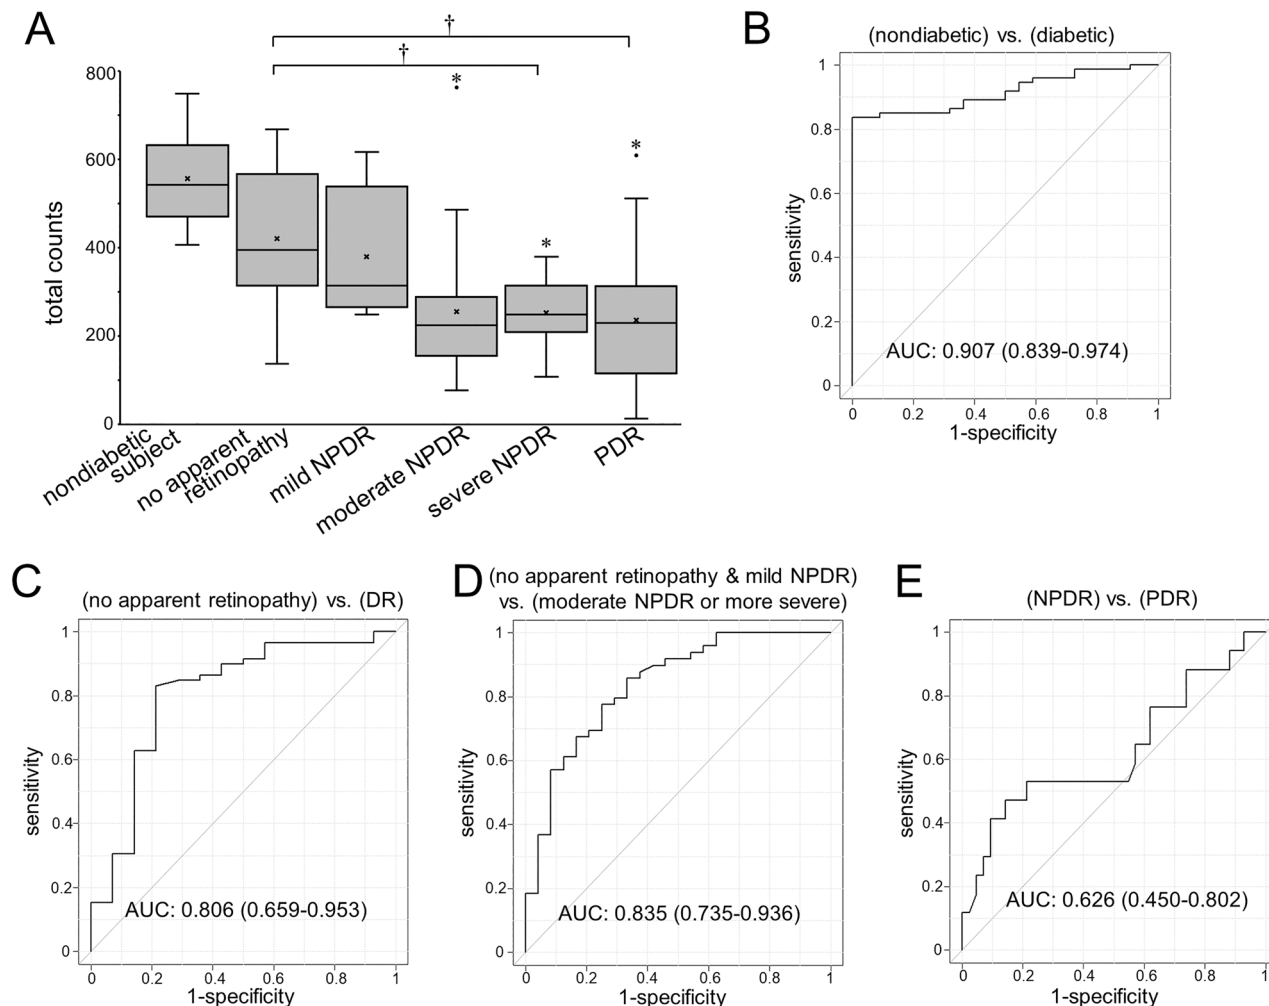 A
†
†
*
*
*
800
600
400
200
0
total counts
nondiabetic
subject
no apparent
retinopathy
mild NPDR
moderate NPDR
severe NPDR
PDR
B
(nondiabetic) vs. (diabetic)
1
0.8
0.6
0.4
0.2
0
sensitivity
AUC: 0.907 (0.839-0.974)
0 0.2 0.4 0.6 0.8 1
1-specificity
C
(no apparent retinopathy) vs. (DR)
1
0.8
0.6
0.4
0.2
0
sensitivity
AUC: 0.806 (0.659-0.953)
0 0.2 0.4 0.6 0.8 1
1-specificity
D
(no apparent retinopathy & mild NPDR)
vs. (moderate NPDR or more severe)
1
0.8
0.6
0.4
0.2
0
sensitivity
AUC: 0.835 (0.735-0.936)
0 0.2 0.4 0.6 0.8 1
1-specificity
E
(NPDR) vs. (PDR)
1
0.8
0.6
0.4
0.2
0
sensitivity
AUC: 0.626 (0.450-0.802)
0 0.2 0.4 0.6 0.8 1
1-specificity